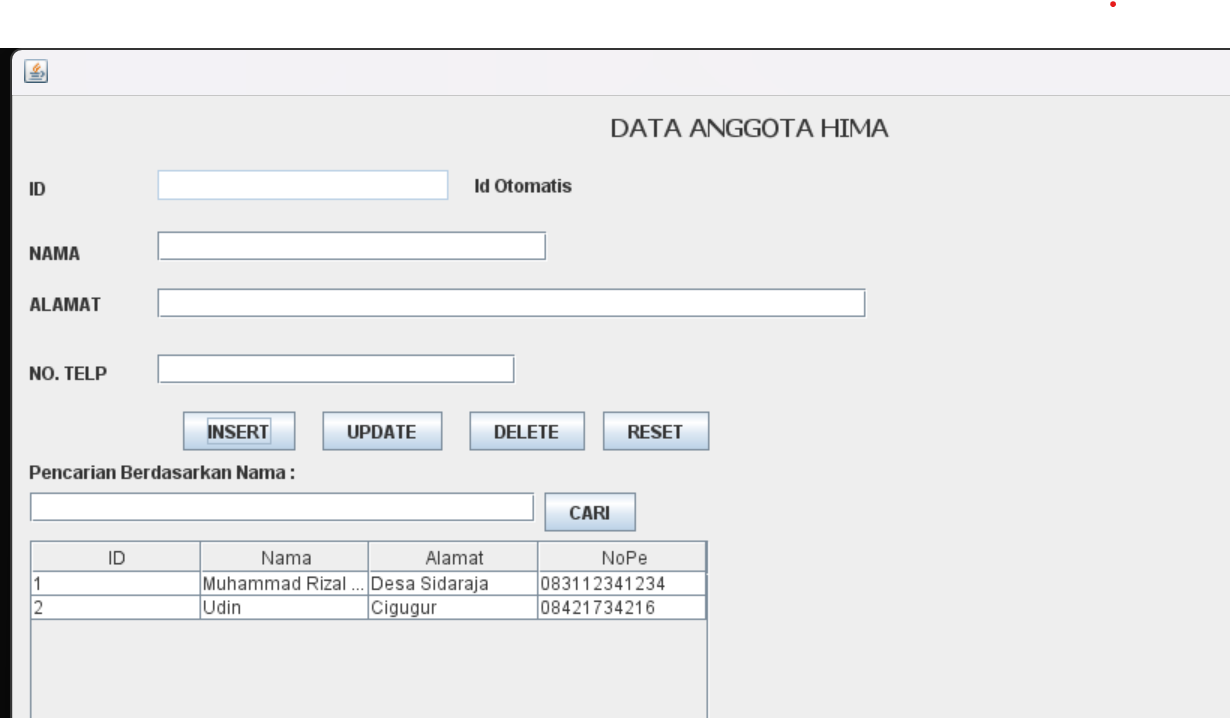 DATA ANGGOTA HIMA
ID Id Otomatis
NAMA
ALAMAT
NO. TELP
INSERT UPDATE DELETE RESET
Pencarian Berdasarkan Nama :
CARI
ID Nama Alamat NoPe
1 Muhammad Rizal ... Desa Sidaraja 083112341234
2 Udin Cigugur 08421734216